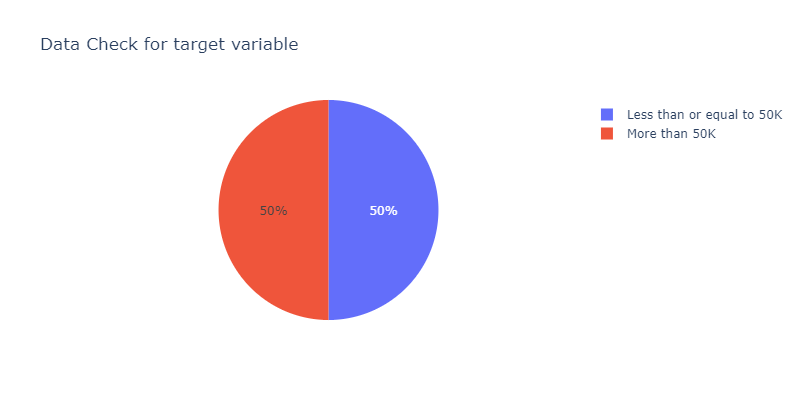 Data Check for target variable
Less than or equal to 50K
More than 50K
50%
50%